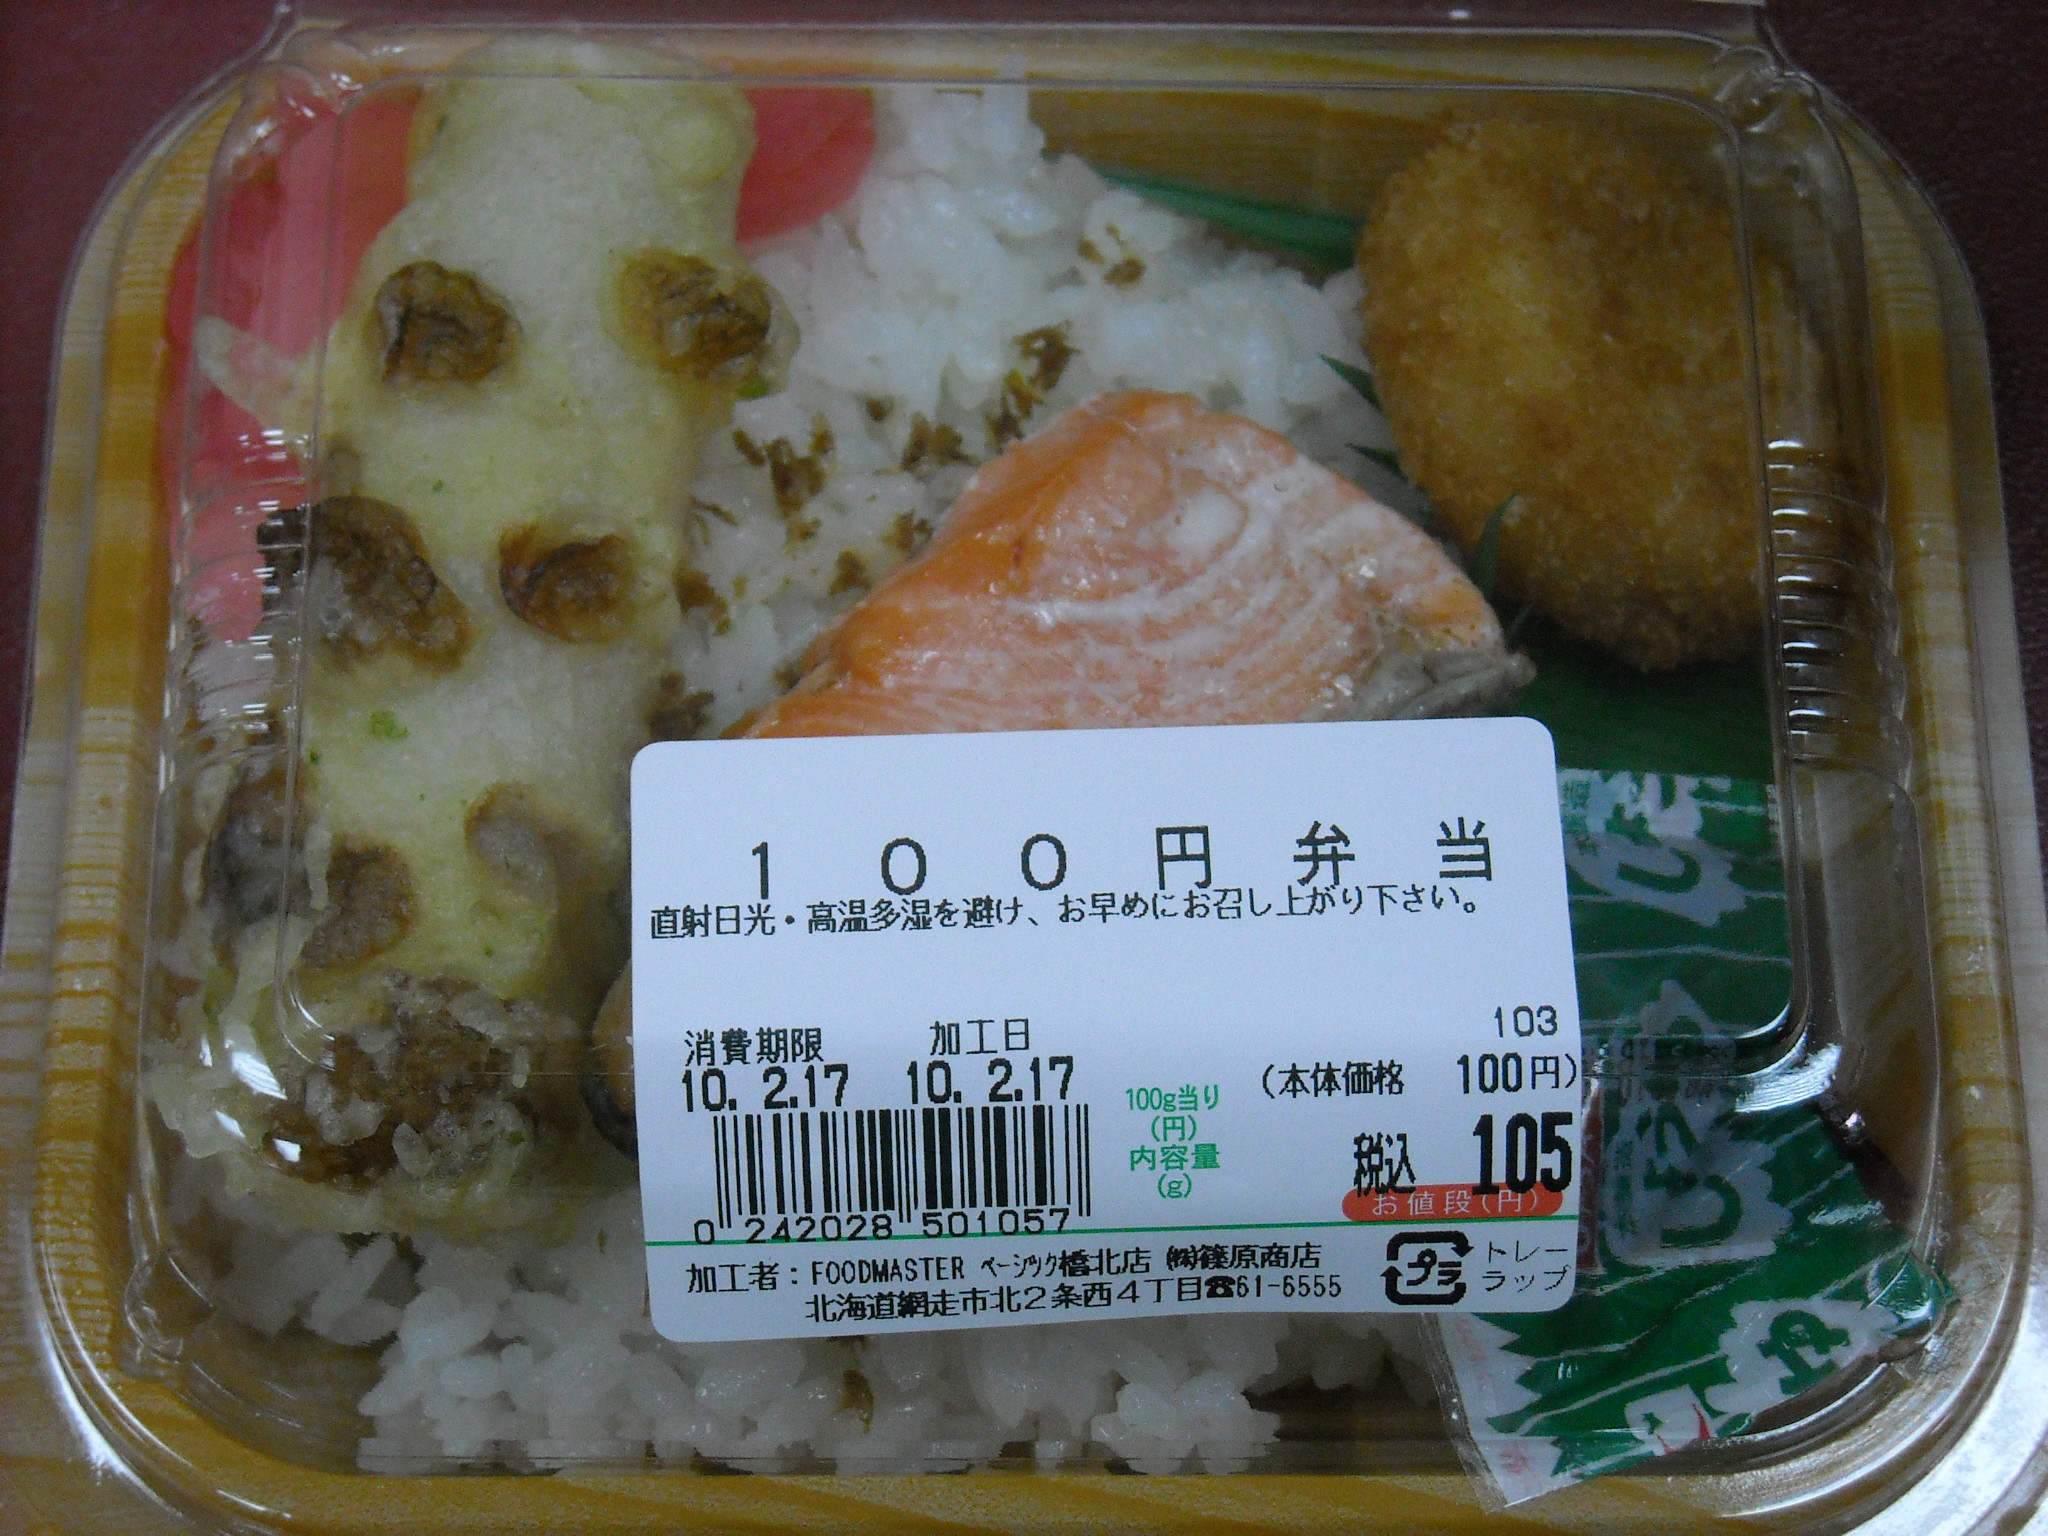 100円弁当
直射日光・高温多湿を避け、お早めにお召し上がり下さい。
消費期限 加工日 103
10. 2.17 10. 2.17 (本体価格 100円)
100g当り
(円)
内容量
(g)
税込 105
お値段(円)
0 242028 501057
加工者:FOODMASTER ベーシック橋北店 ㈱篠原商店
北海道網走市北2条西4丁目☎61-6555
プラ
トレー
ラップ
しょうゆ